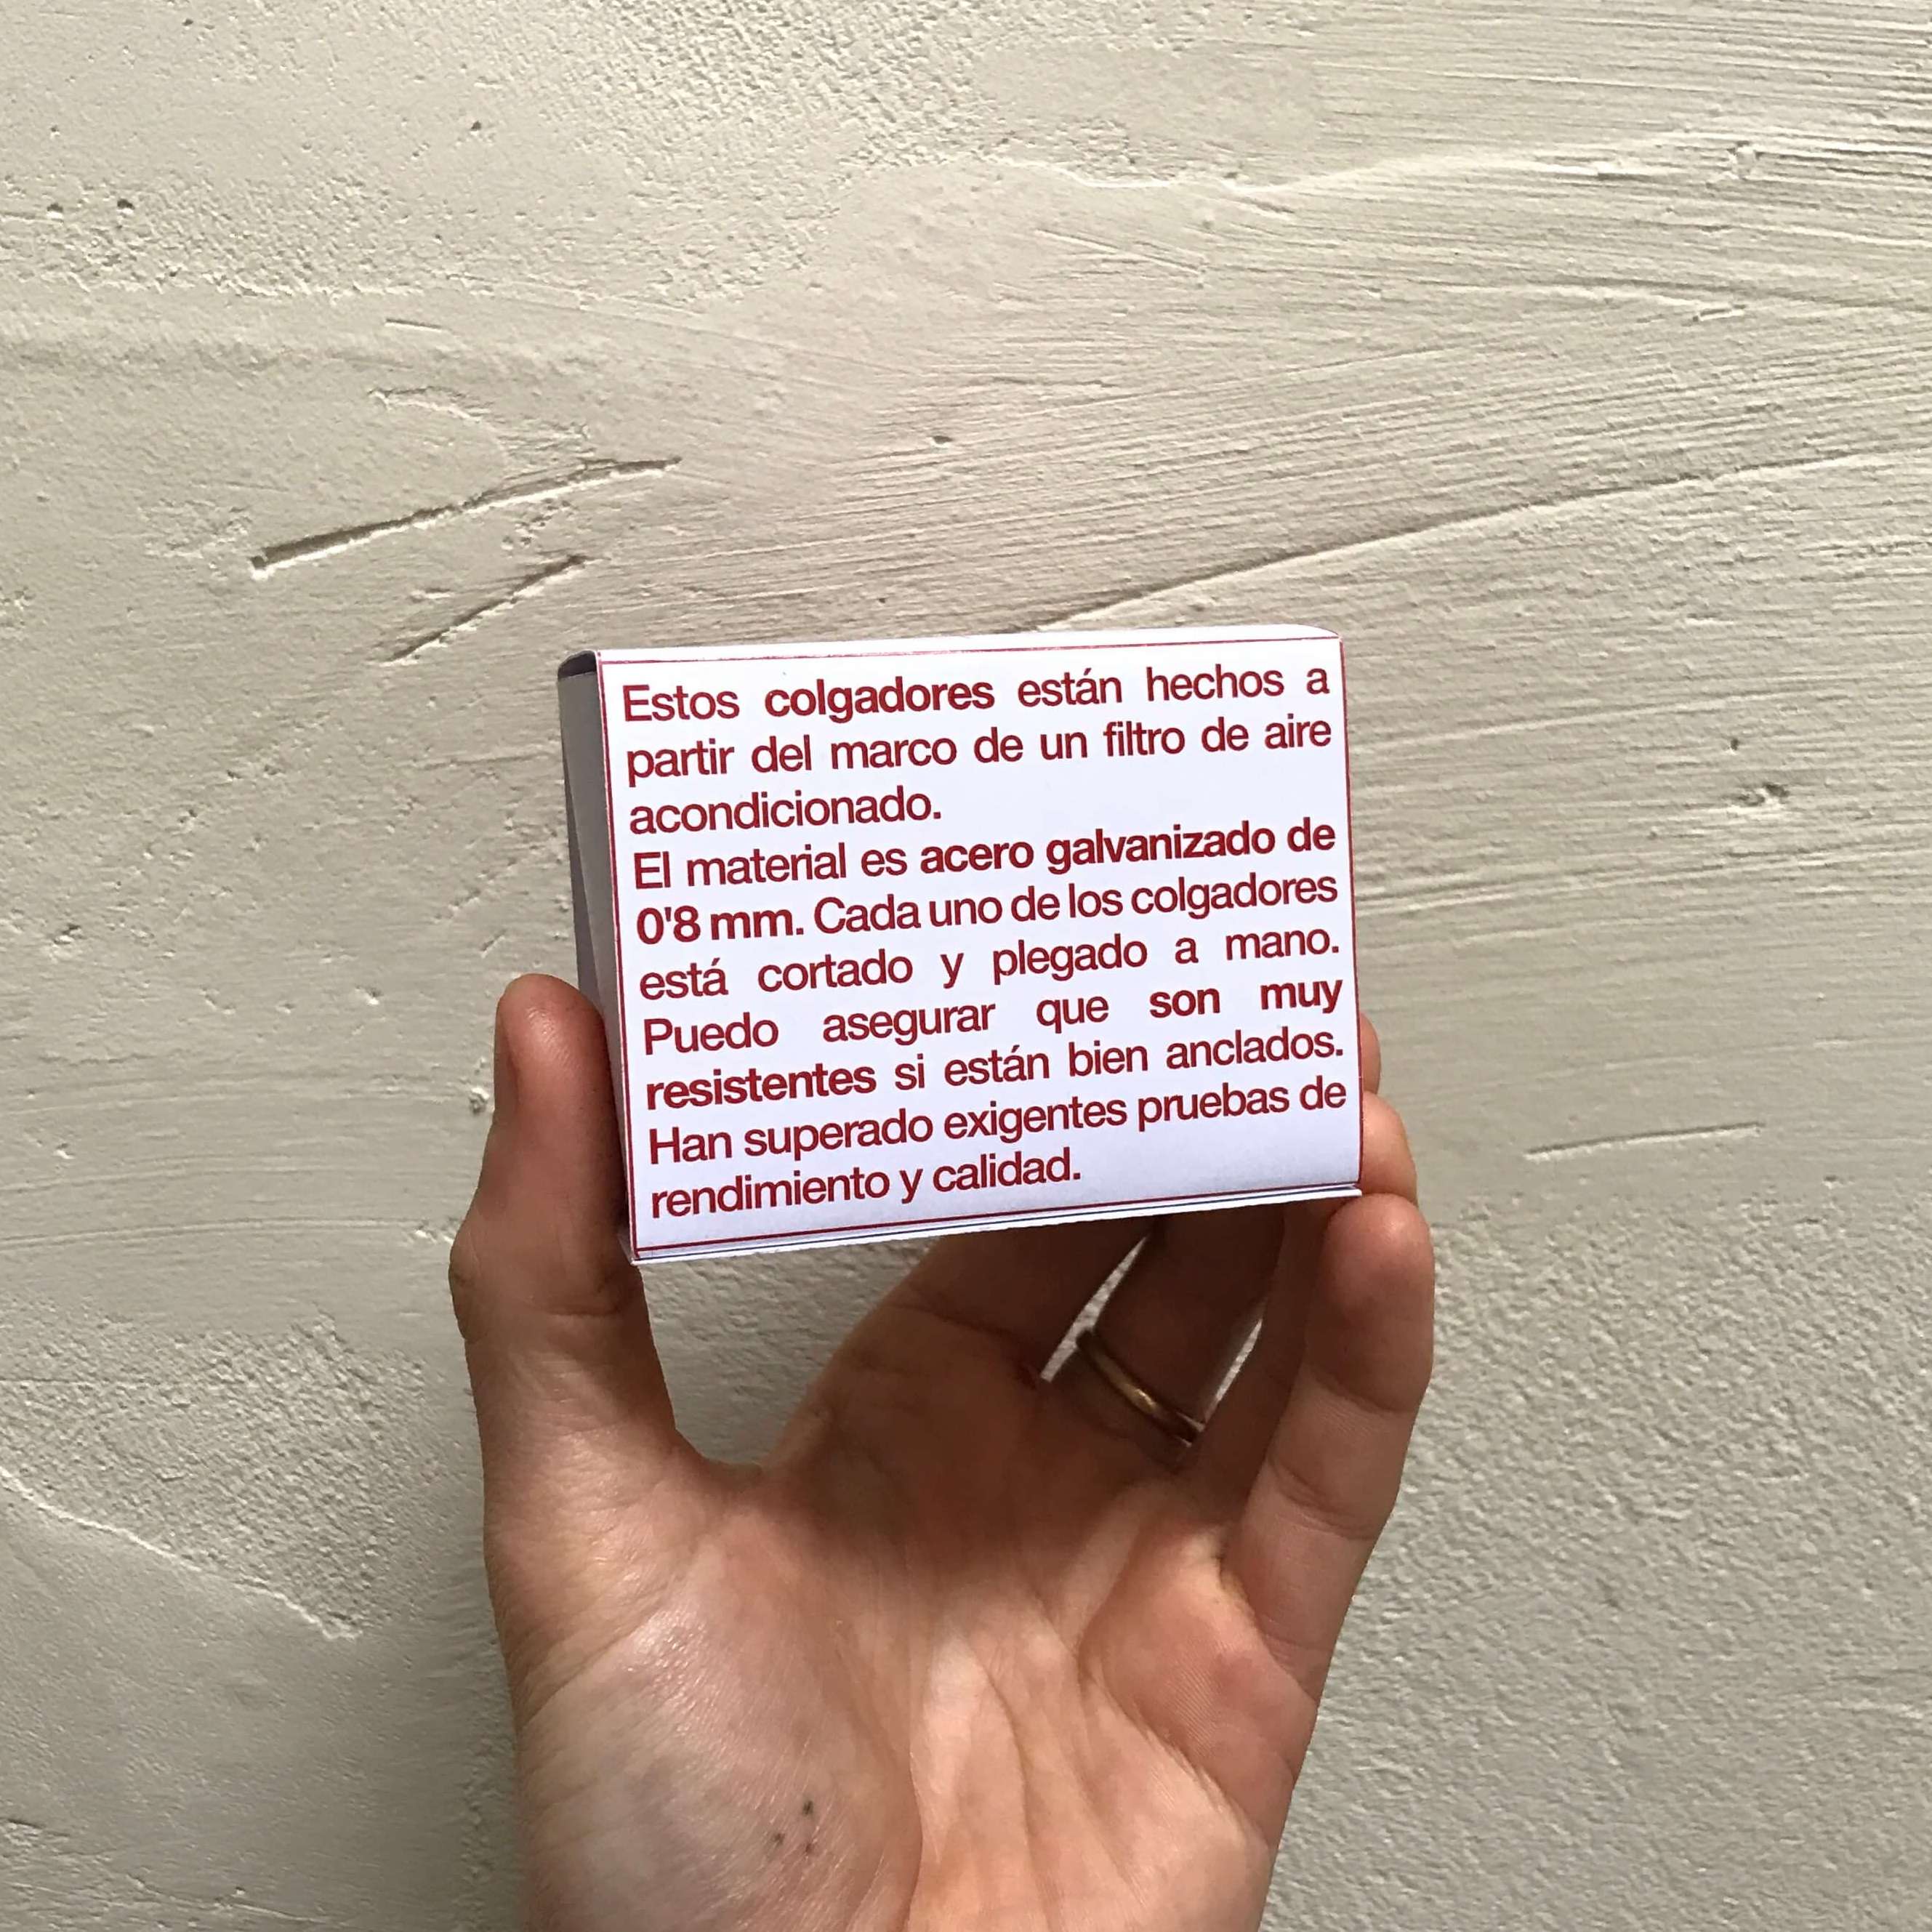 Estos colgadores están hechos a
partir del marco de un filtro de aire
acondicionado.
El material es acero galvanizado de
0'8 mm. Cada uno de los colgadores
está cortado y plegado a mano.
Puedo asegurar que son muy
resistentes si están bien anclados.
Han superado exigentes pruebas de
rendimiento y calidad.